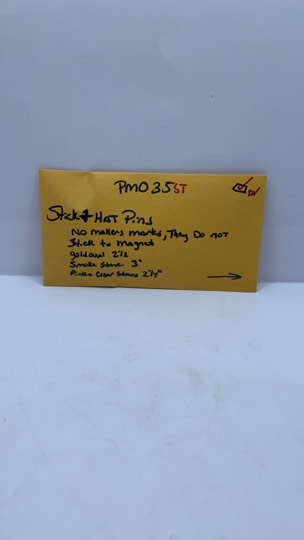 PM035ST
Stick & Hat Pins
No makers marks, They Do not
Stick to magnet
gold oval 2 1/2
Smoke Stone 3"
Pink & Clear Stones 2 1/2"